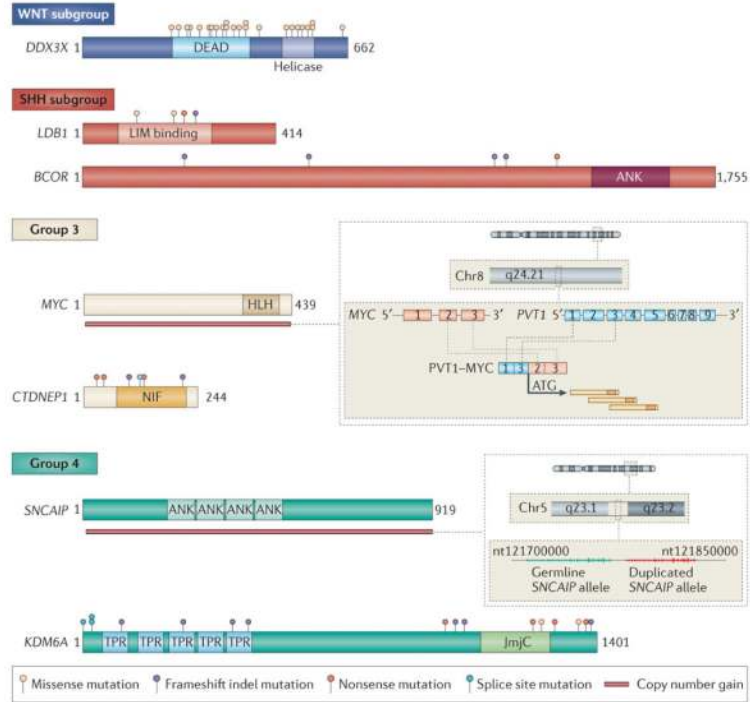 WNT subgroup
DDX3X 1 DEAD 662
Helicase
SHH subgroup
LDB1 1 LIM binding 414
BCOR 1 ANK 1,755
Group 3
Chr8 q24.21
MYC 1 HLH 439
MYC 5′ 1 2 3 3′ PVT1 5′ 1 2 3 4 5 6 7 8 9 3′
PVT1–MYC 1 3 2 3
ATG
CTDNEP1 1 NIF 244
Group 4
SNCAIP 1 ANK ANK ANK ANK 919
Chr5 q23.1 q23.2
nt121700000 nt121850000
Germline SNCAIP allele
Duplicated SNCAIP allele
KDM6A 1 TPR TPR TPR TPR TPR JmjC 1401
Missense mutation Frameshift indel mutation Nonsense mutation Splice site mutation Copy number gain